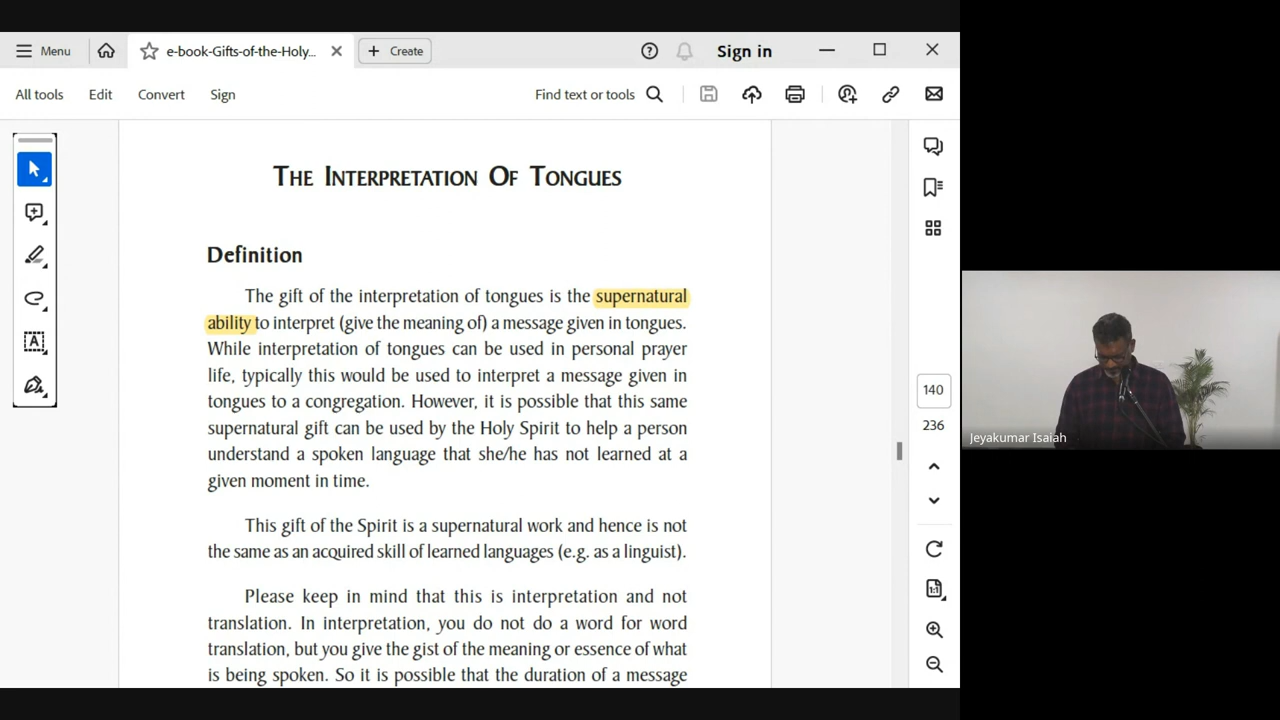 Menu
e-book-Gifts-of-the-Holy...
Create
Sign in
All tools
Edit
Convert
Sign
Find text or tools
THE INTERPRETATION OF TONGUES
Definition
The gift of the interpretation of tongues is the supernatural
ability to interpret (give the meaning of) a message given in tongues.
While interpretation of tongues can be used in personal prayer
life, typically this would be used to interpret a message given in
tongues to a congregation. However, it is possible that this same
supernatural gift can be used by the Holy Spirit to help a person
understand a spoken language that she/he has not learned at a
given moment in time.
This gift of the Spirit is a supernatural work and hence is not
the same as an acquired skill of learned languages (e.g. as a linguist).
Please keep in mind that this is interpretation and not
translation. In interpretation, you do not do a word for word
translation, but you give the gist of the meaning or essence of what
is being spoken. So it is possible that the duration of a message
140
236
1:1
Jeyakumar Isaiah